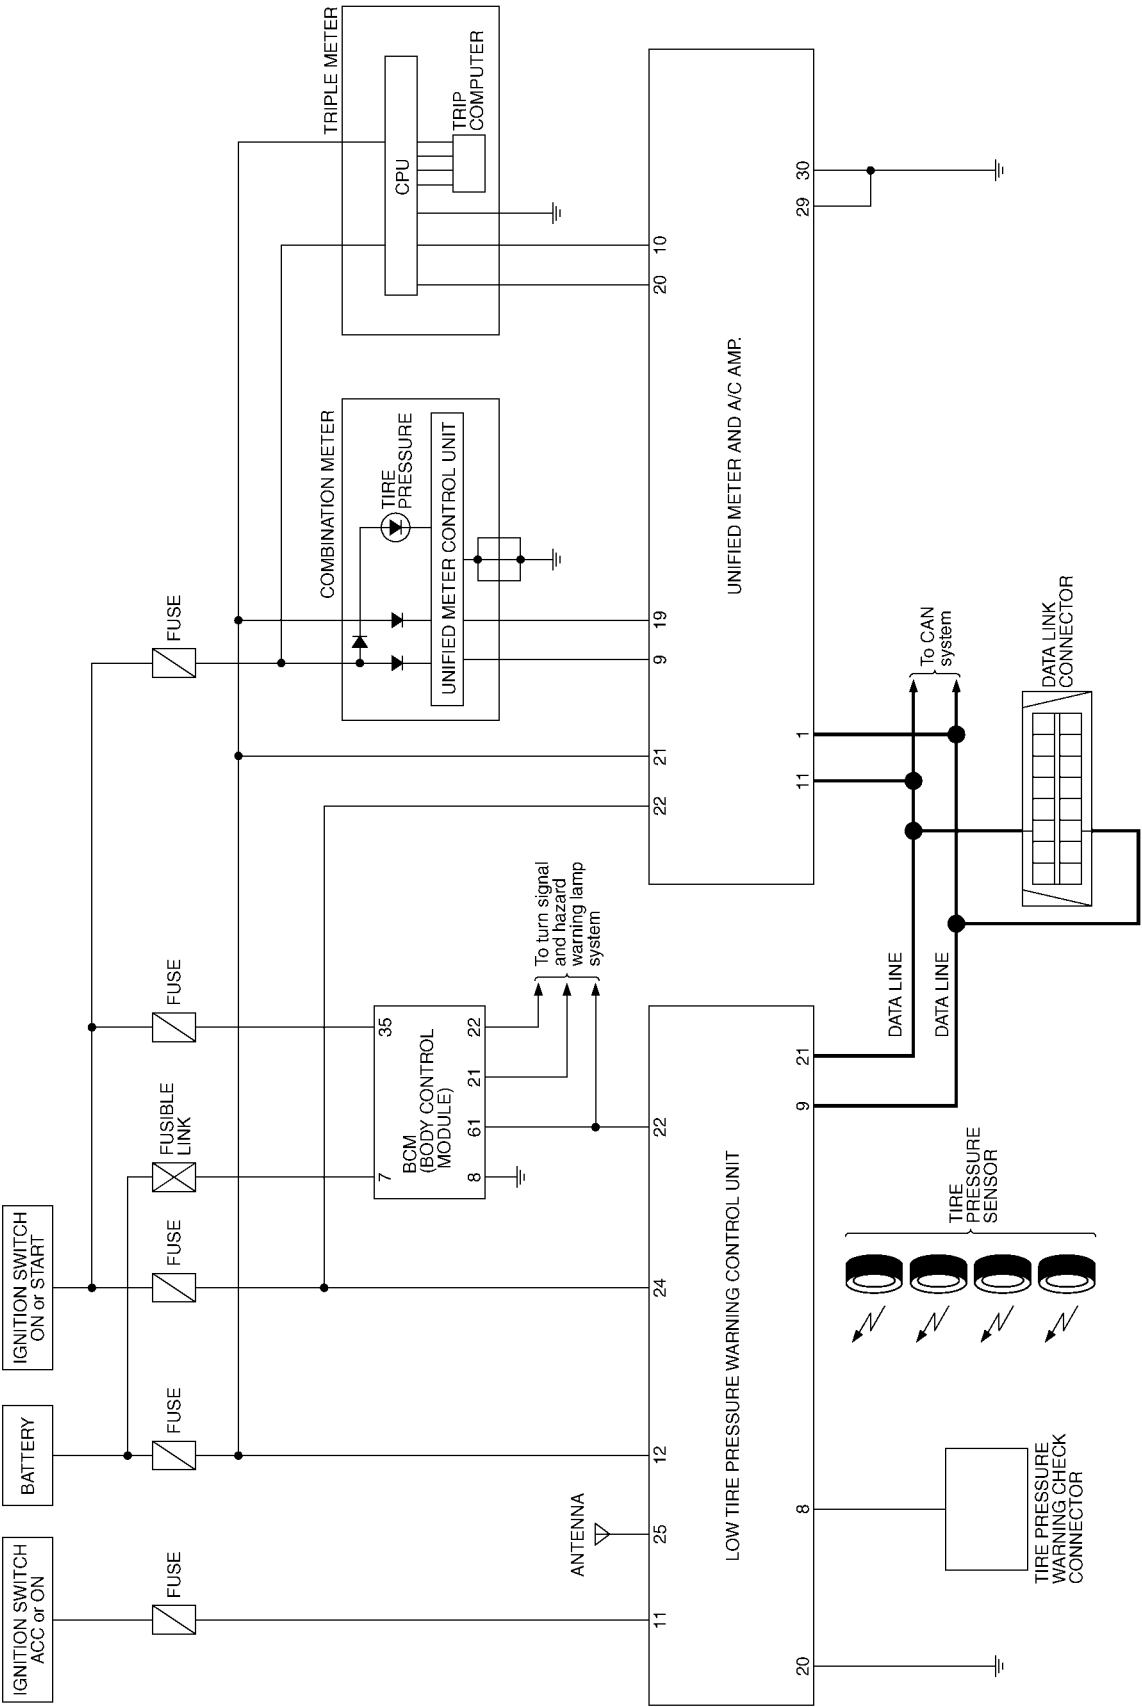 IGNITION SWITCH
ACC or ON
BATTERY
IGNITION SWITCH
ON or START
FUSE
FUSE
FUSE
FUSIBLE
LINK
FUSE
FUSE
TRIPLE METER
CPU
TRIP
COMPUTER
COMBINATION METER
TIRE
PRESSURE
UNIFIED METER CONTROL UNIT
BCM
(BODY CONTROL
MODULE)
7
35
8
61
21
22
To turn signal
and hazard
warning lamp
system
ANTENNA
11
25
12
24
22
LOW TIRE PRESSURE WARNING CONTROL UNIT
20
8
9
21
22
21
9
19
20
10
UNIFIED METER AND A/C AMP.
11
1
29
30
DATA LINE
DATA LINE
To CAN
system
DATA LINK
CONNECTOR
TIRE
PRESSURE
SENSOR
TIRE PRESSURE
WARNING CHECK
CONNECTOR